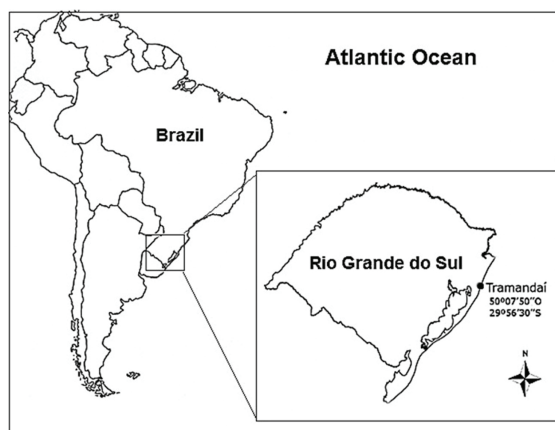 Atlantic Ocean
Brazil
Rio Grande do Sul
Tramandaí
50º07'50''O
29º56'30''S
N